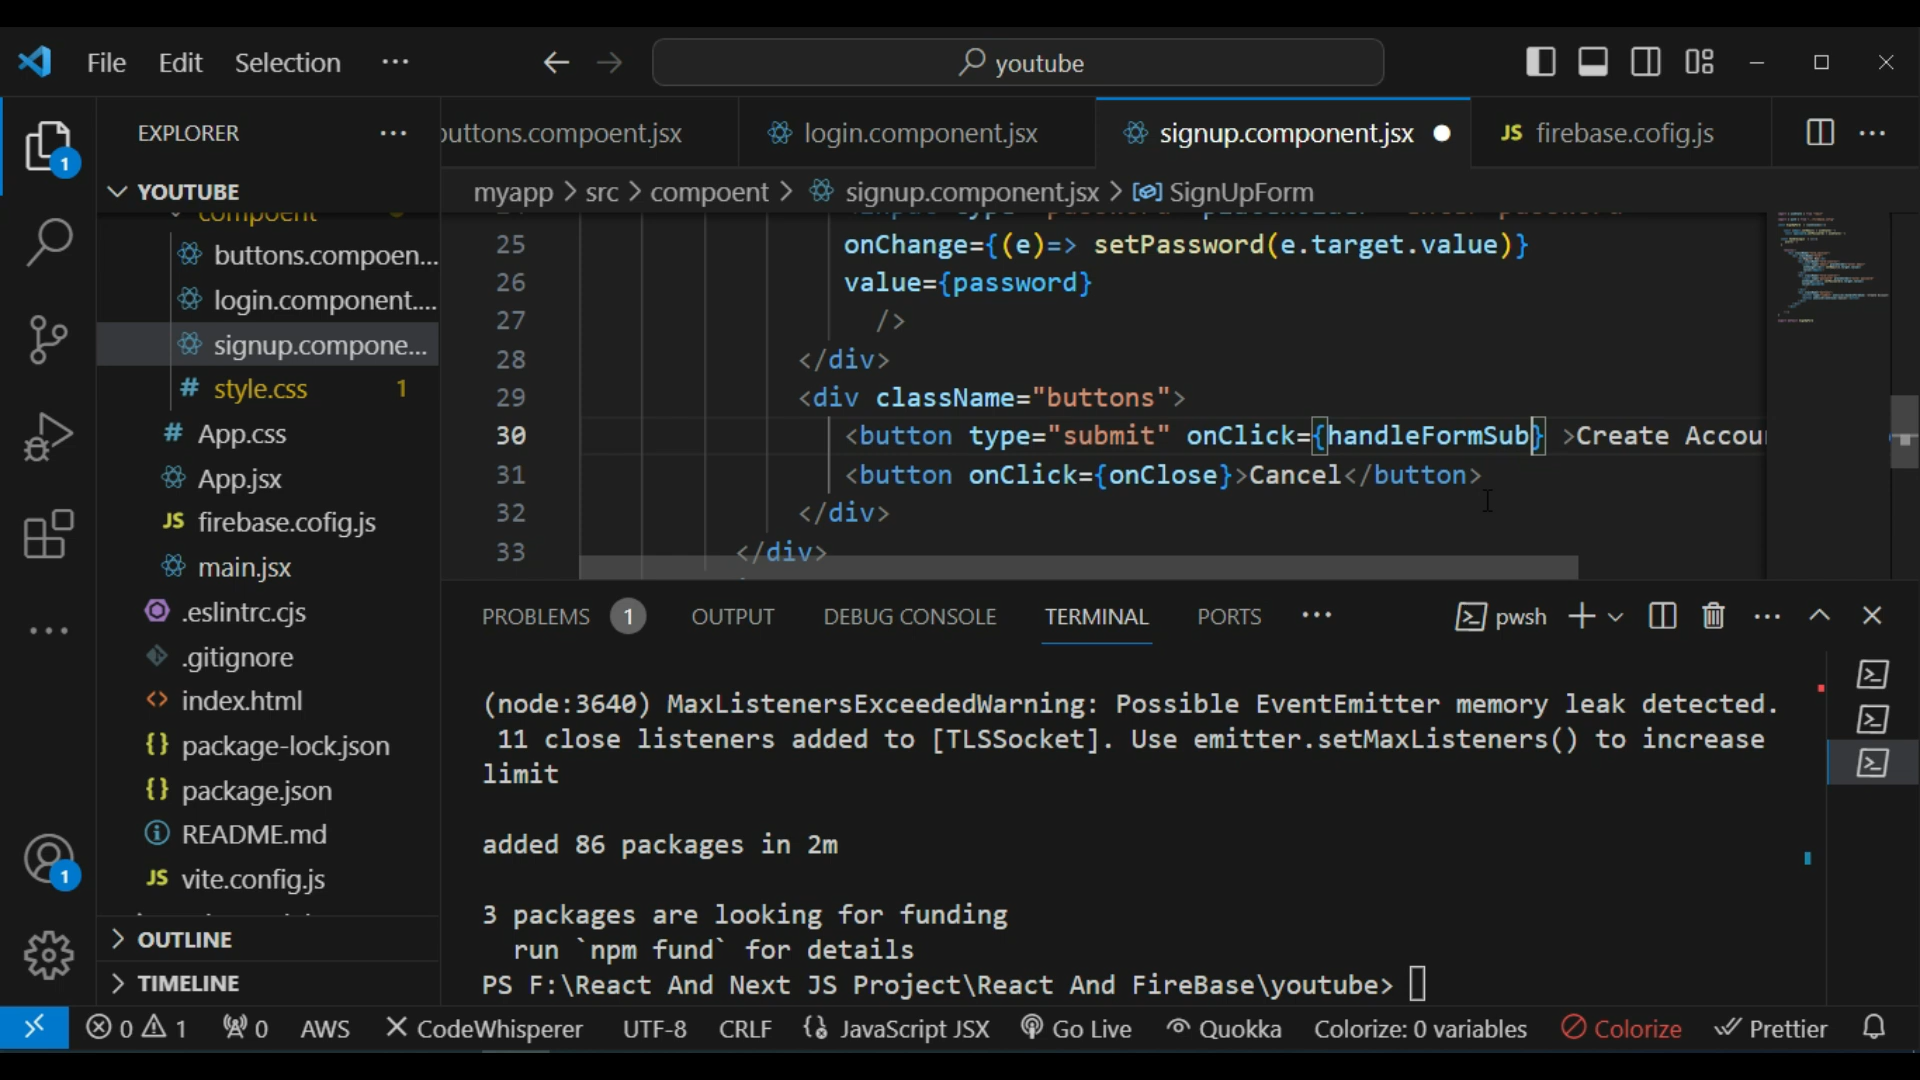 File Edit Selection ··· youtube
EXPLORER ···
uttons.compoent.jsx login.component.jsx signup.component.jsx JS firebase.cofig.js ···
YOUTUBE
myapp > src > compoent > signup.component.jsx > SignUpForm
compoent
buttons.compoen...
login.component....
signup.compone...
# style.css 1
# App.css
App.jsx
JS firebase.cofig.js
main.jsx
.eslintrc.cjs
.gitignore
<> index.html
{} package-lock.json
{} package.json
README.md
JS vite.config.js
OUTLINE
TIMELINE
25 onChange={(e)=> setPassword(e.target.value)}
26 value={password}
27 />
28 </div>
29 <div className="buttons">
30 <button type="submit" onClick={handleFormSub} >Create Accou
31 <button onClick={onClose}>Cancel</button>
32 </div>
33 </div>
PROBLEMS 1 OUTPUT DEBUG CONSOLE TERMINAL PORTS ··· pwsh ···
(node:3640) MaxListenersExceededWarning: Possible EventEmitter memory leak detected.
11 close listeners added to [TLSSocket]. Use emitter.setMaxListeners() to increase
limit
added 86 packages in 2m
3 packages are looking for funding
run `npm fund` for details
PS F:\React And Next JS Project\React And FireBase\youtube>
1
1
0 1 0 AWS CodeWhisperer UTF-8 CRLF JavaScript JSX Go Live Quokka Colorize: 0 variables Colorize Prettier